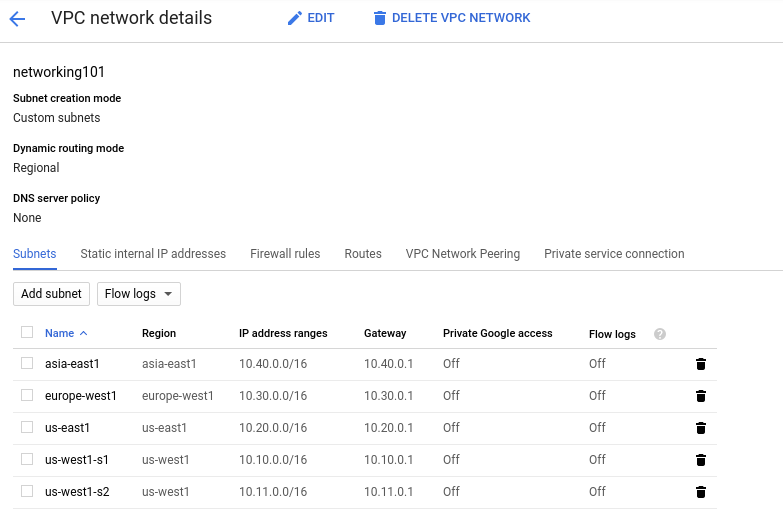 VPC network details EDIT DELETE VPC NETWORK
networking101
Subnet creation mode
Custom subnets
Dynamic routing mode
Regional
DNS server policy
None
Subnets Static internal IP addresses Firewall rules Routes VPC Network Peering Private service connection
Add subnet Flow logs
Name Region IP address ranges Gateway Private Google access Flow logs ?
asia-east1 asia-east1 10.40.0.0/16 10.40.0.1 Off Off
europe-west1 europe-west1 10.30.0.0/16 10.30.0.1 Off Off
us-east1 us-east1 10.20.0.0/16 10.20.0.1 Off Off
us-west1-s1 us-west1 10.10.0.0/16 10.10.0.1 Off Off
us-west1-s2 us-west1 10.11.0.0/16 10.11.0.1 Off Off